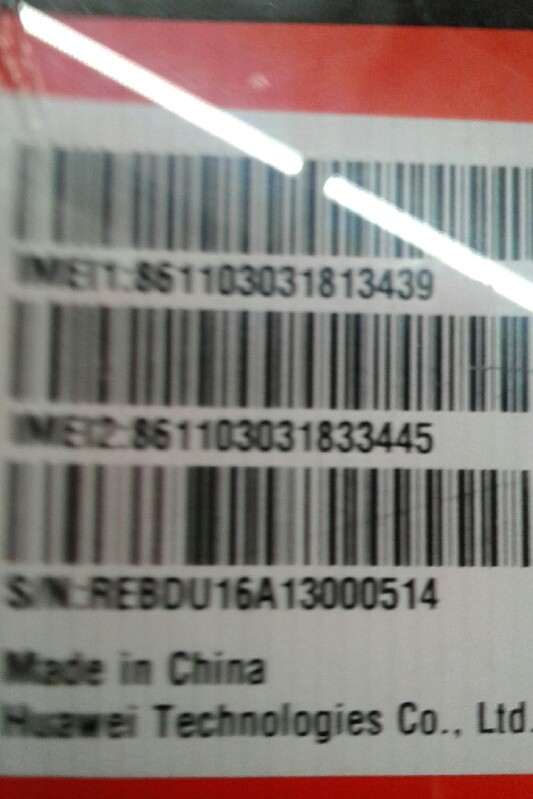 IMEI1:861103031813439
IMEI2:861103031833445
S/N:REBDU16A13000514
Made in China
Huawei Technologies Co., Ltd.